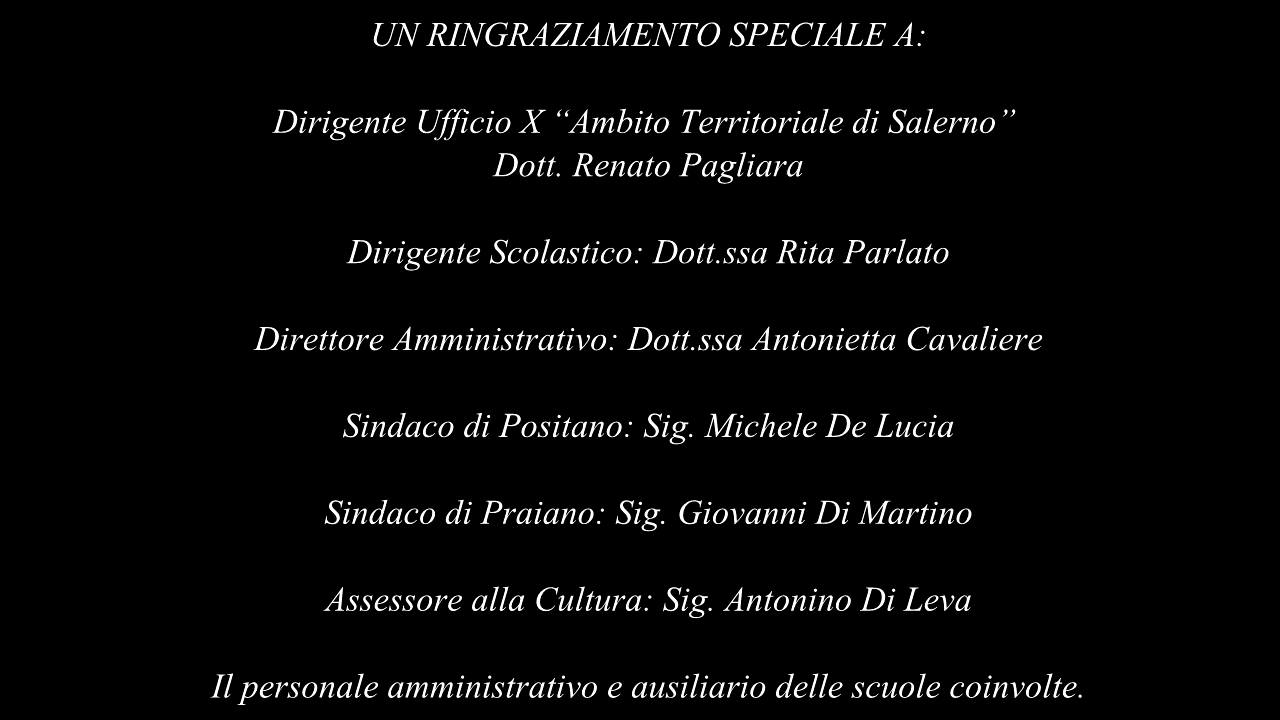 UN RINGRAZIAMENTO SPECIALE A:
Dirigente Ufficio X “Ambito Territoriale di Salerno”
Dott. Renato Pagliara
Dirigente Scolastico: Dott.ssa Rita Parlato
Direttore Amministrativo: Dott.ssa Antonietta Cavaliere
Sindaco di Positano: Sig. Michele De Lucia
Sindaco di Praiano: Sig. Giovanni Di Martino
Assessore alla Cultura: Sig. Antonino Di Leva
Il personale amministrativo e ausiliario delle scuole coinvolte.